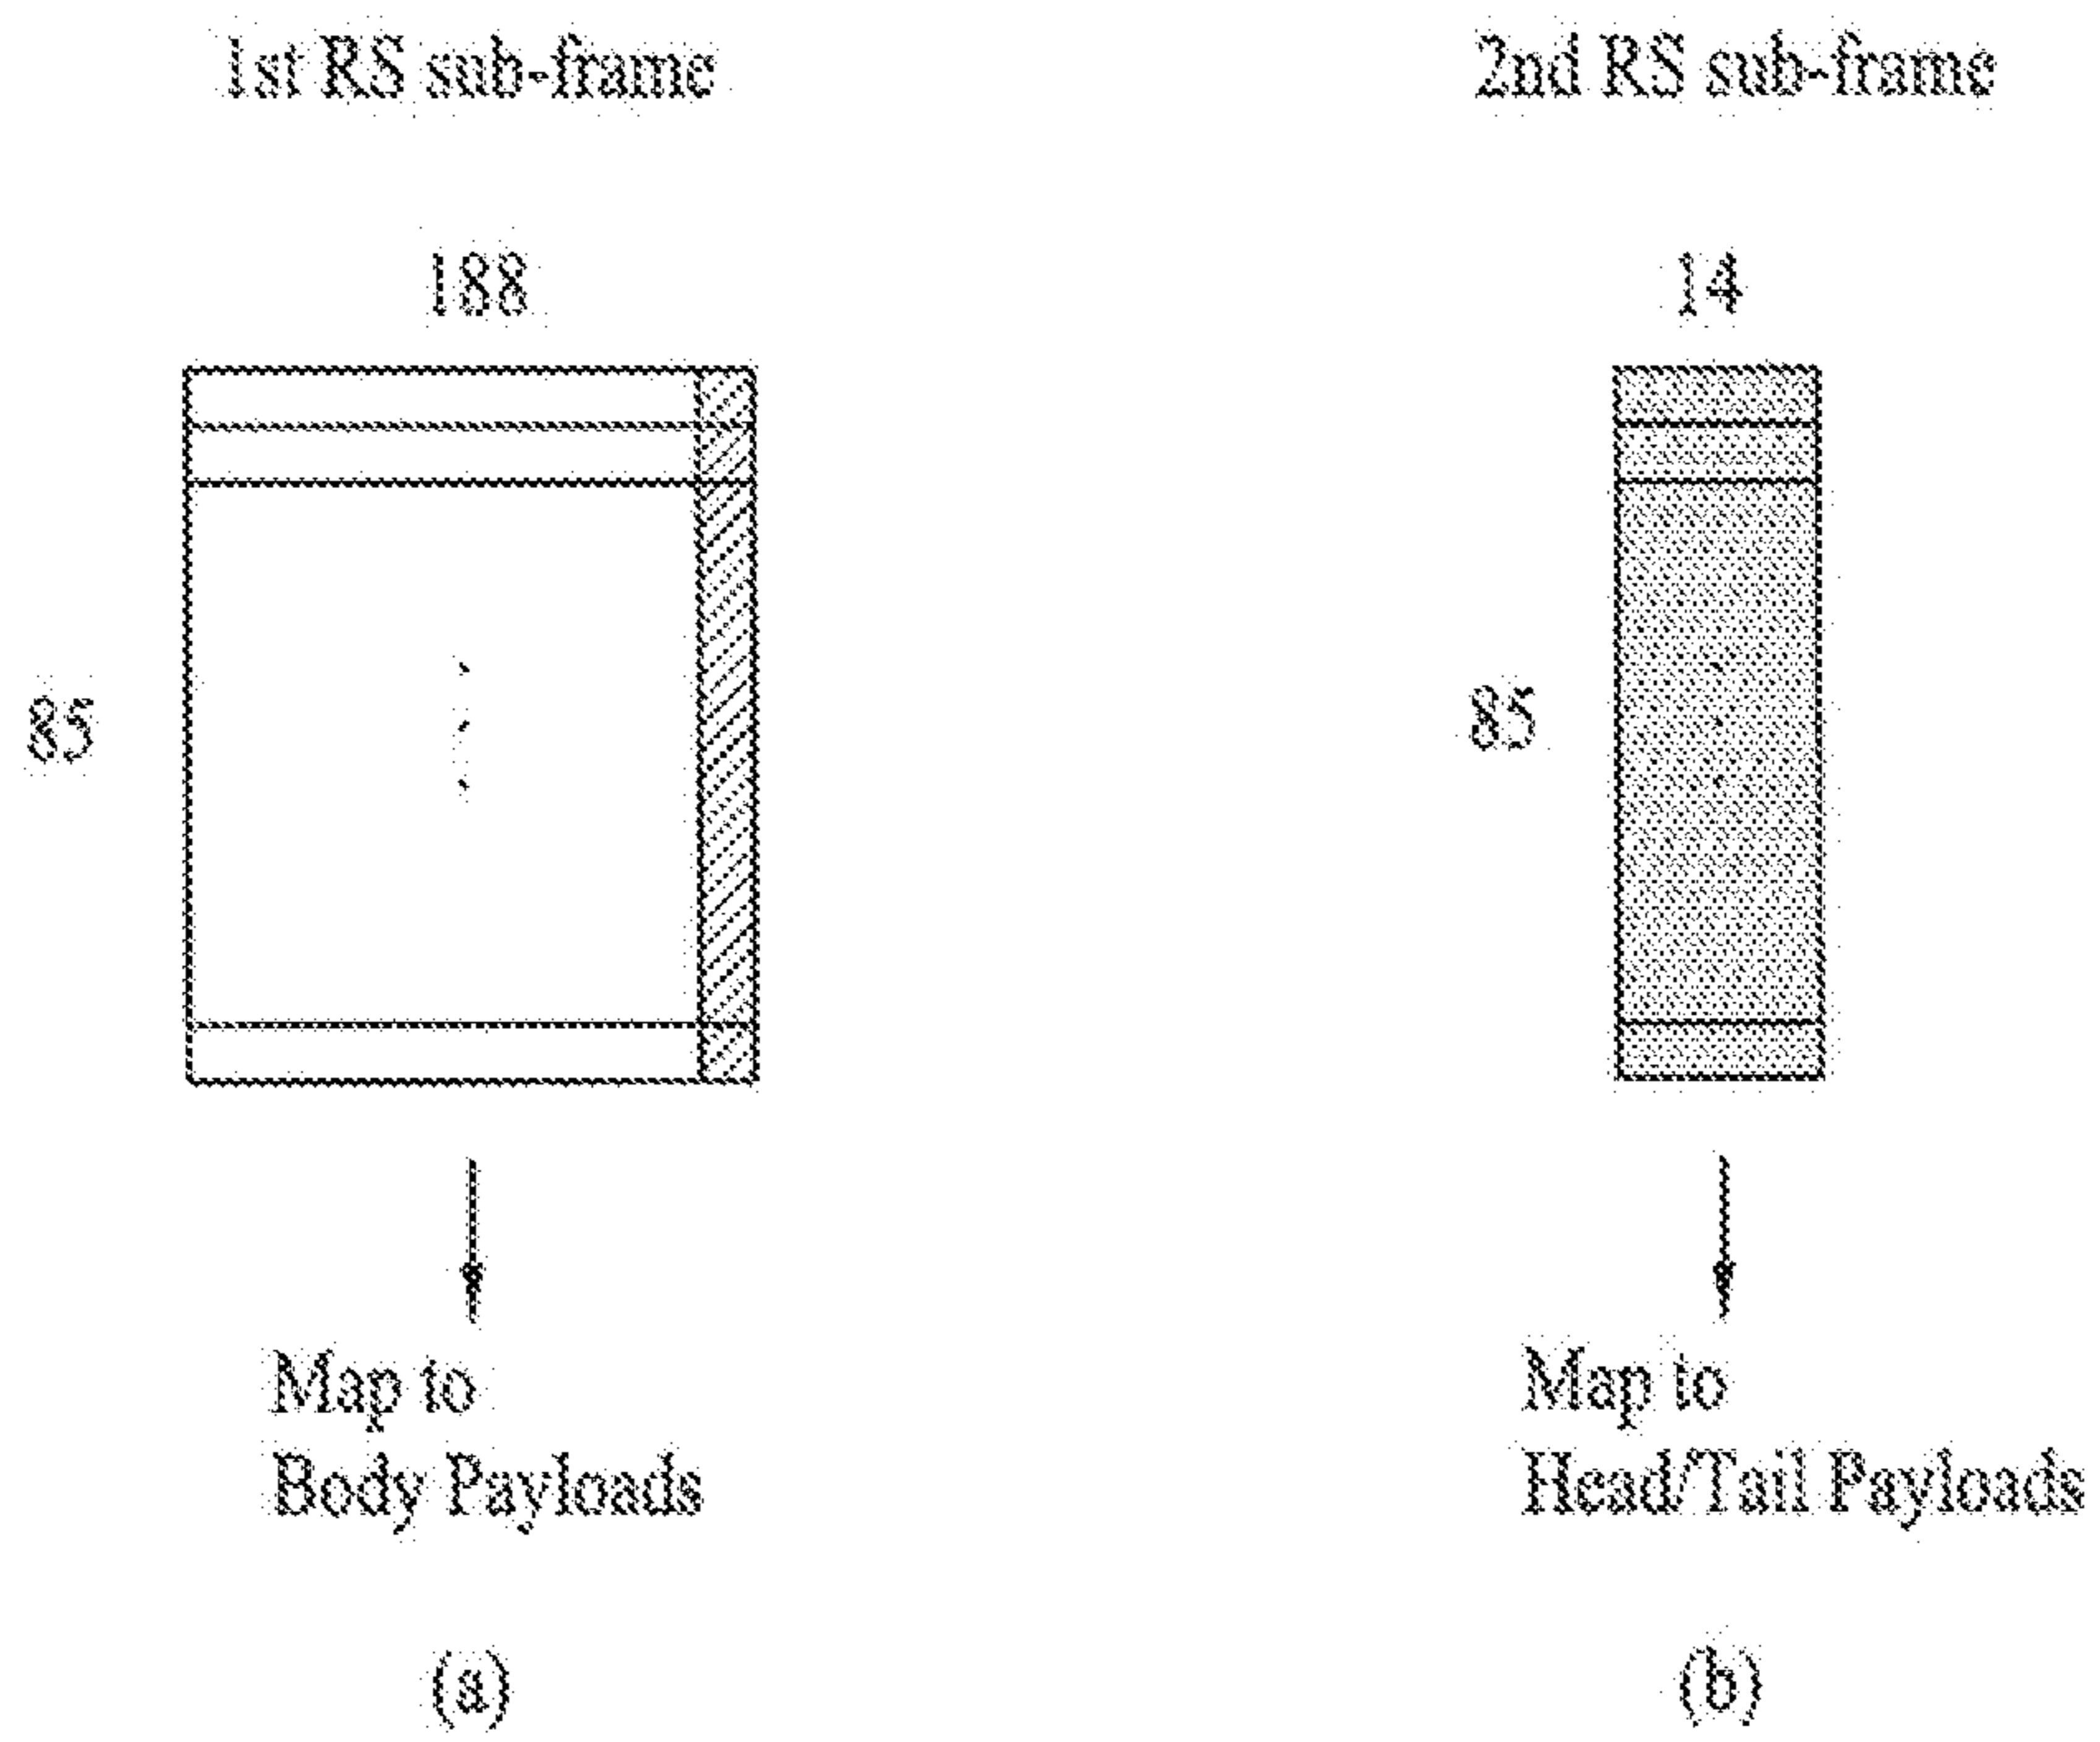 1st RS sub-frame
188
85
Map to
Body Payloads
(a)
2nd RS sub-frame
14
85
Map to
Head/Tail Payloads
(b)